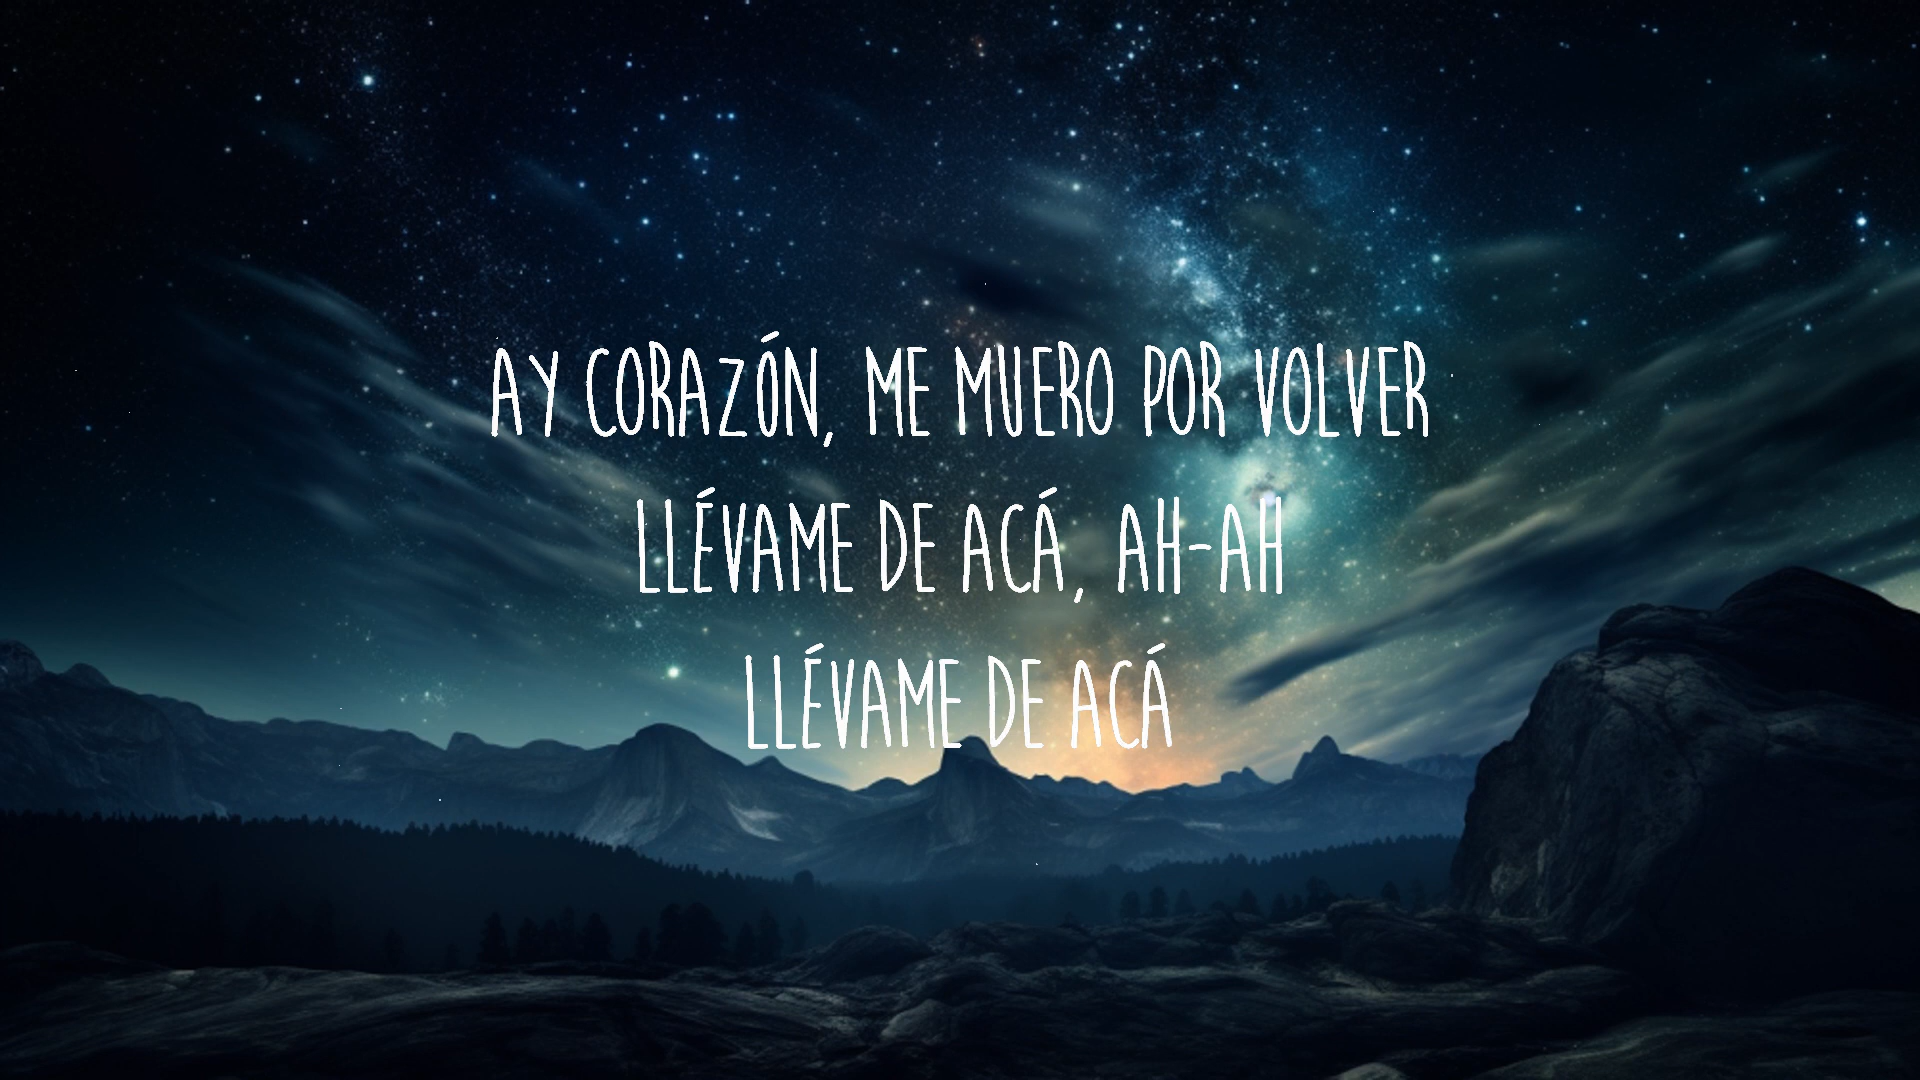 AY CORAZÓN, ME MUERO POR VOLVER
LLÉVAME DE ACÁ, AH-AH
LLÉVAME DE ACÁ